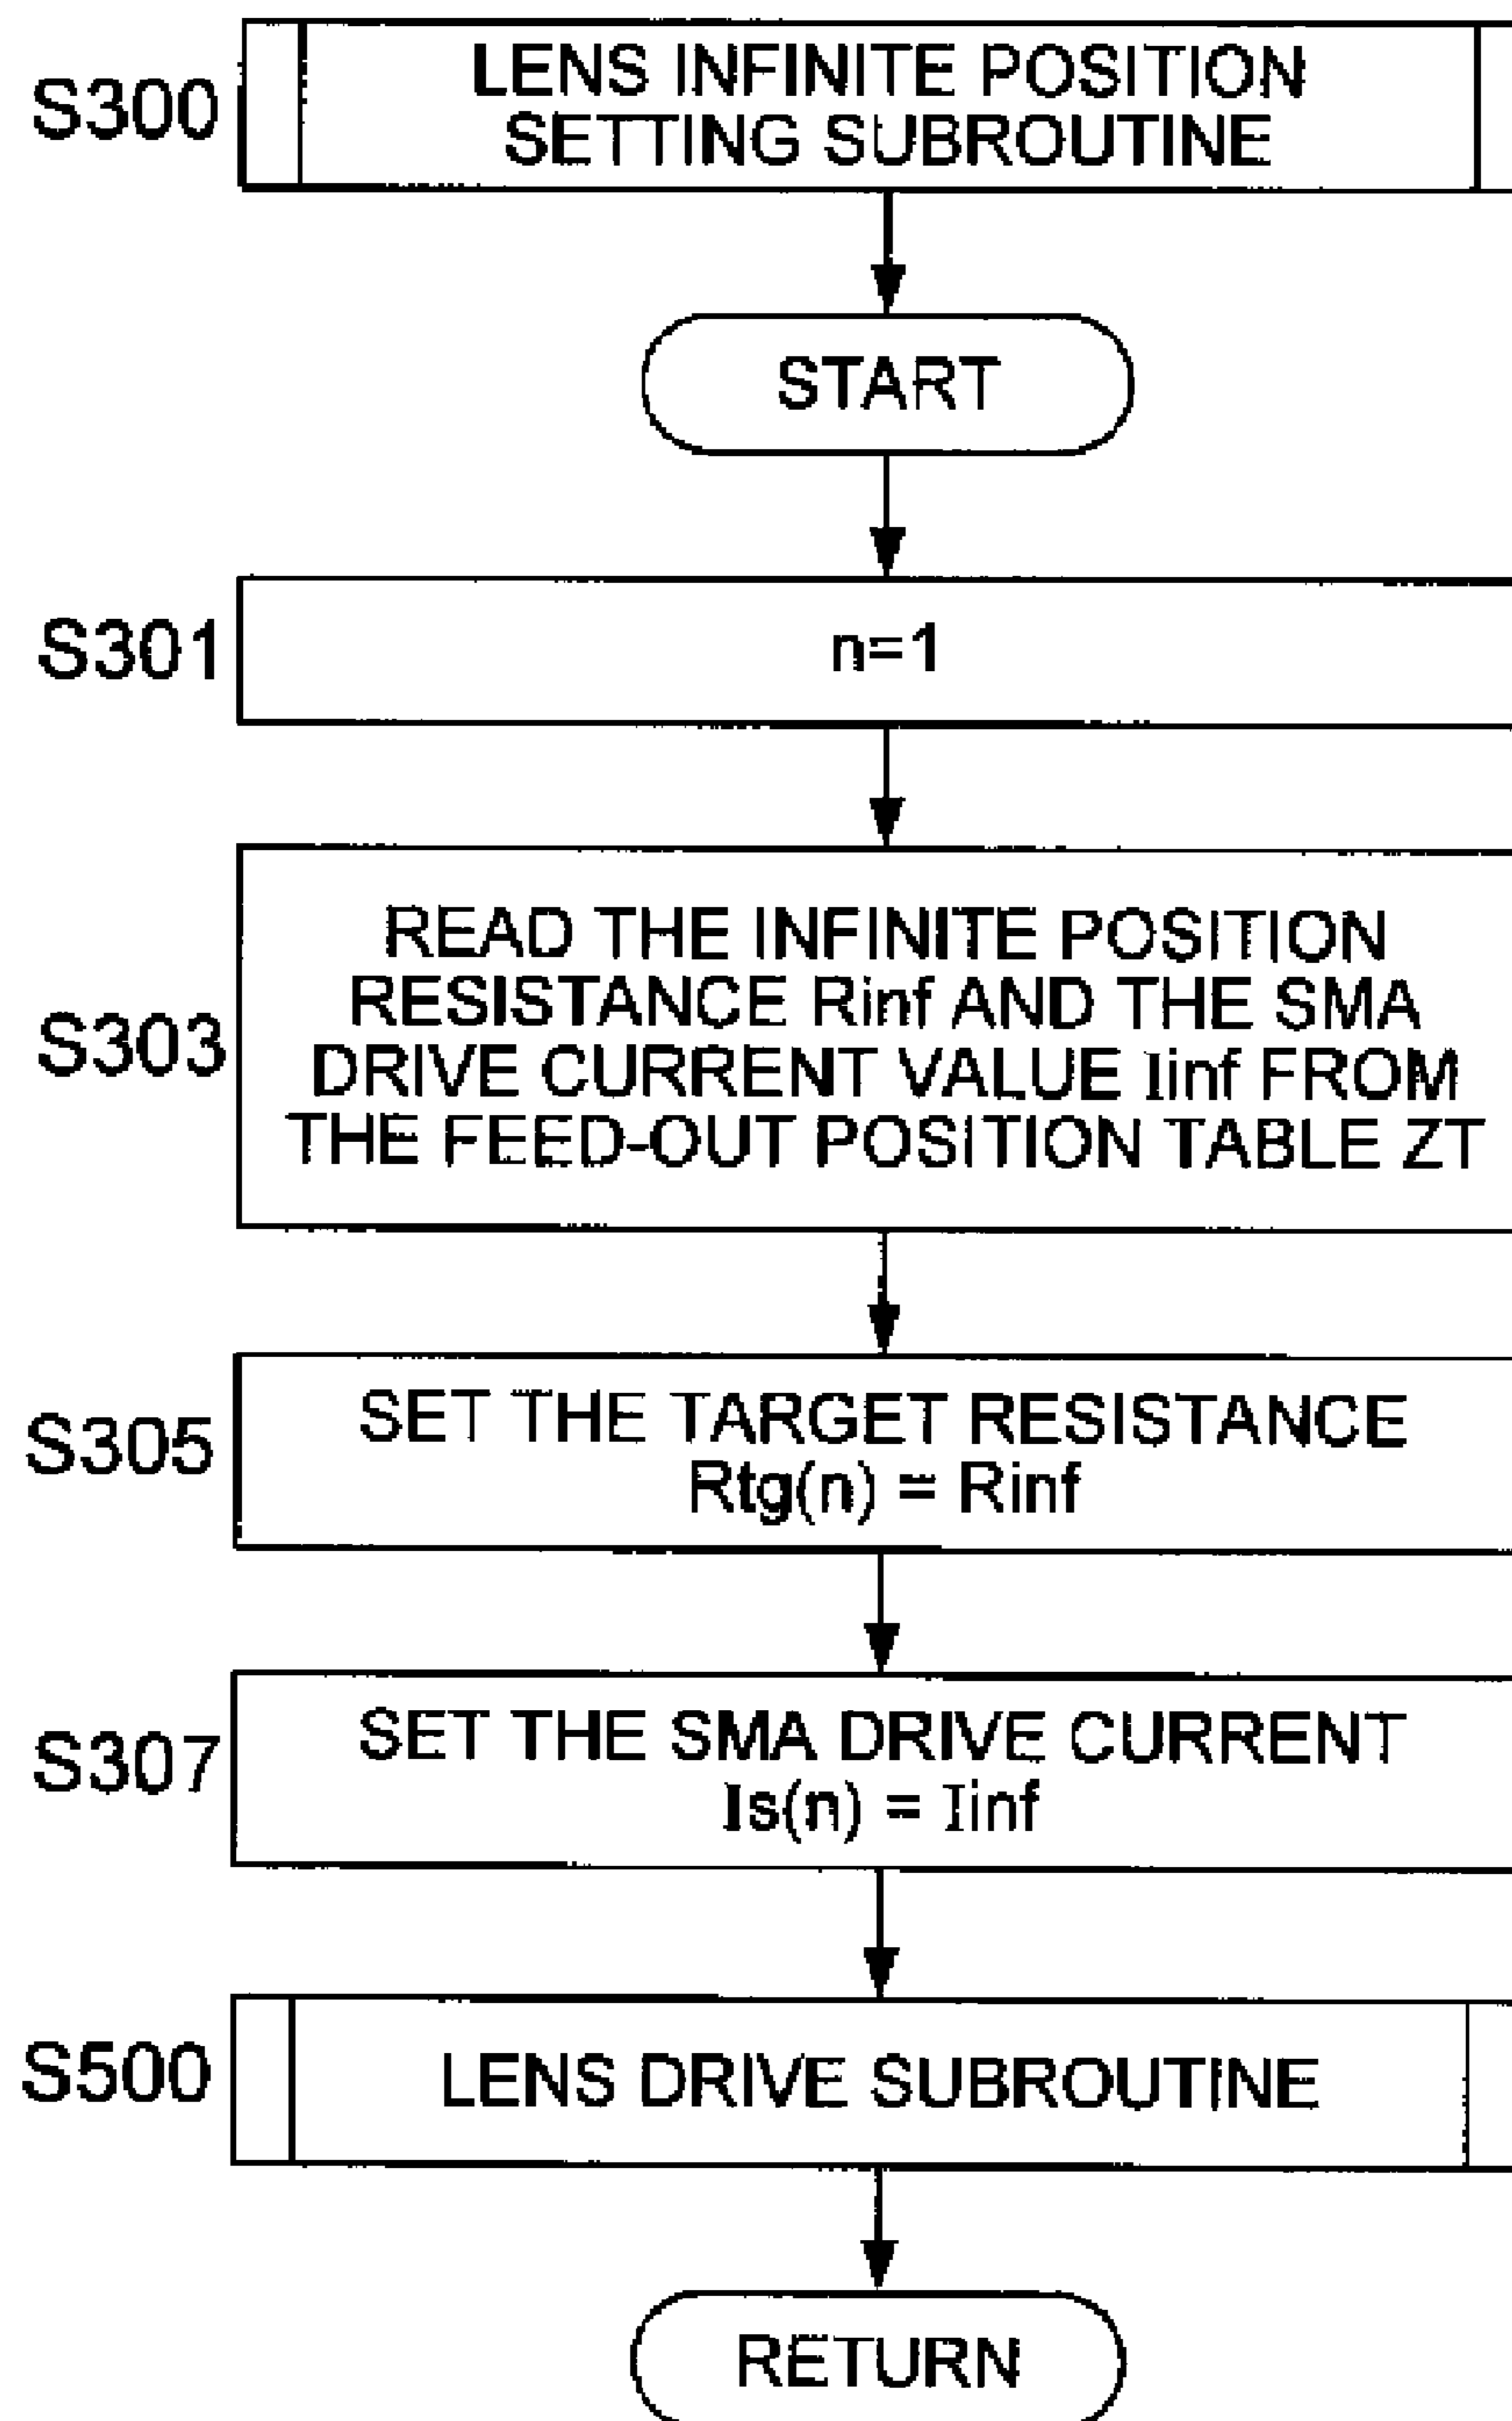 S300
LENS INFINITE POSITION
SETTING SUBROUTINE
START
S301
n=1
S303
READ THE INFINITE POSITION
RESISTANCE Rinf AND THE SMA
DRIVE CURRENT VALUE Iinf FROM
THE FEED-OUT POSITION TABLE ZT
S305
SET THE TARGET RESISTANCE
Rtg(n) = Rinf
S307
SET THE SMA DRIVE CURRENT
Is(n) = Iinf
S500
LENS DRIVE SUBROUTINE
RETURN